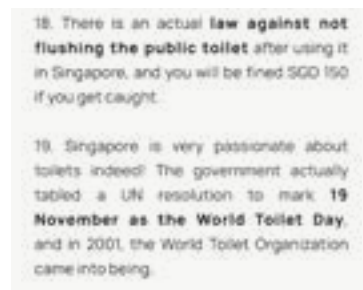 18. There is an actual law against not
flushing the public toilet after using it
in Singapore, and you will be fined SGD 150
if you get caught.
19. Singapore is very passionate about
toilets indeed! The government actually
tabled a UN resolution to mark 19
November as the World Toilet Day,
and in 2001, the World Toilet Organization
came into being.